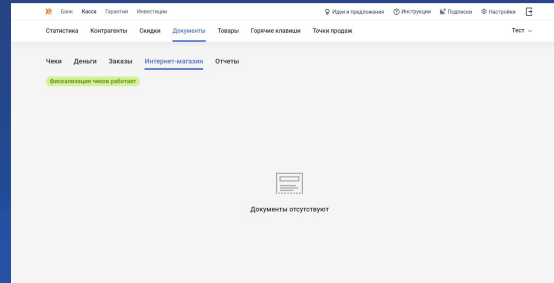 Банк Касса Гарантии Инвестиции Идеи и предложения Инструкции Подписки Настройки
Статистика Контрагенты Скидки Документы Товары Горячие клавиши Точки продаж Тест
Чеки Деньги Заказы Интернет-магазин Отчеты
Фискализация чеков работает
Документы отсутствуют